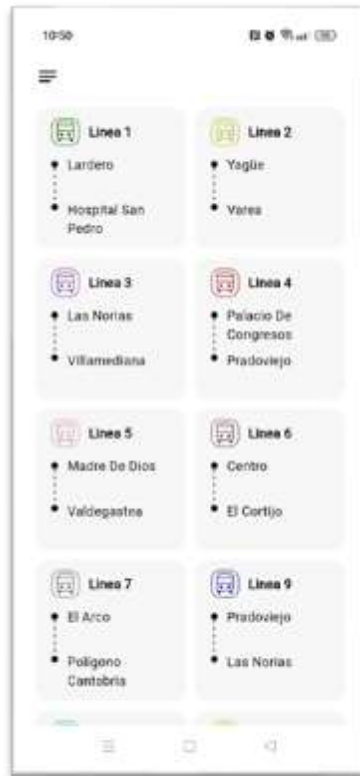 10:50
Linea 1
Lardero
Hospital San
Pedro
Linea 2
Yagüe
Varea
Linea 3
Las Norias
Villamediana
Linea 4
Palacio De
Congresos
Pradoviejo
Linea 5
Madre De Dios
Valdegastea
Linea 6
Centro
El Cortijo
Linea 7
El Arco
Polígono
Cantabria
Linea 9
Pradoviejo
Las Norias